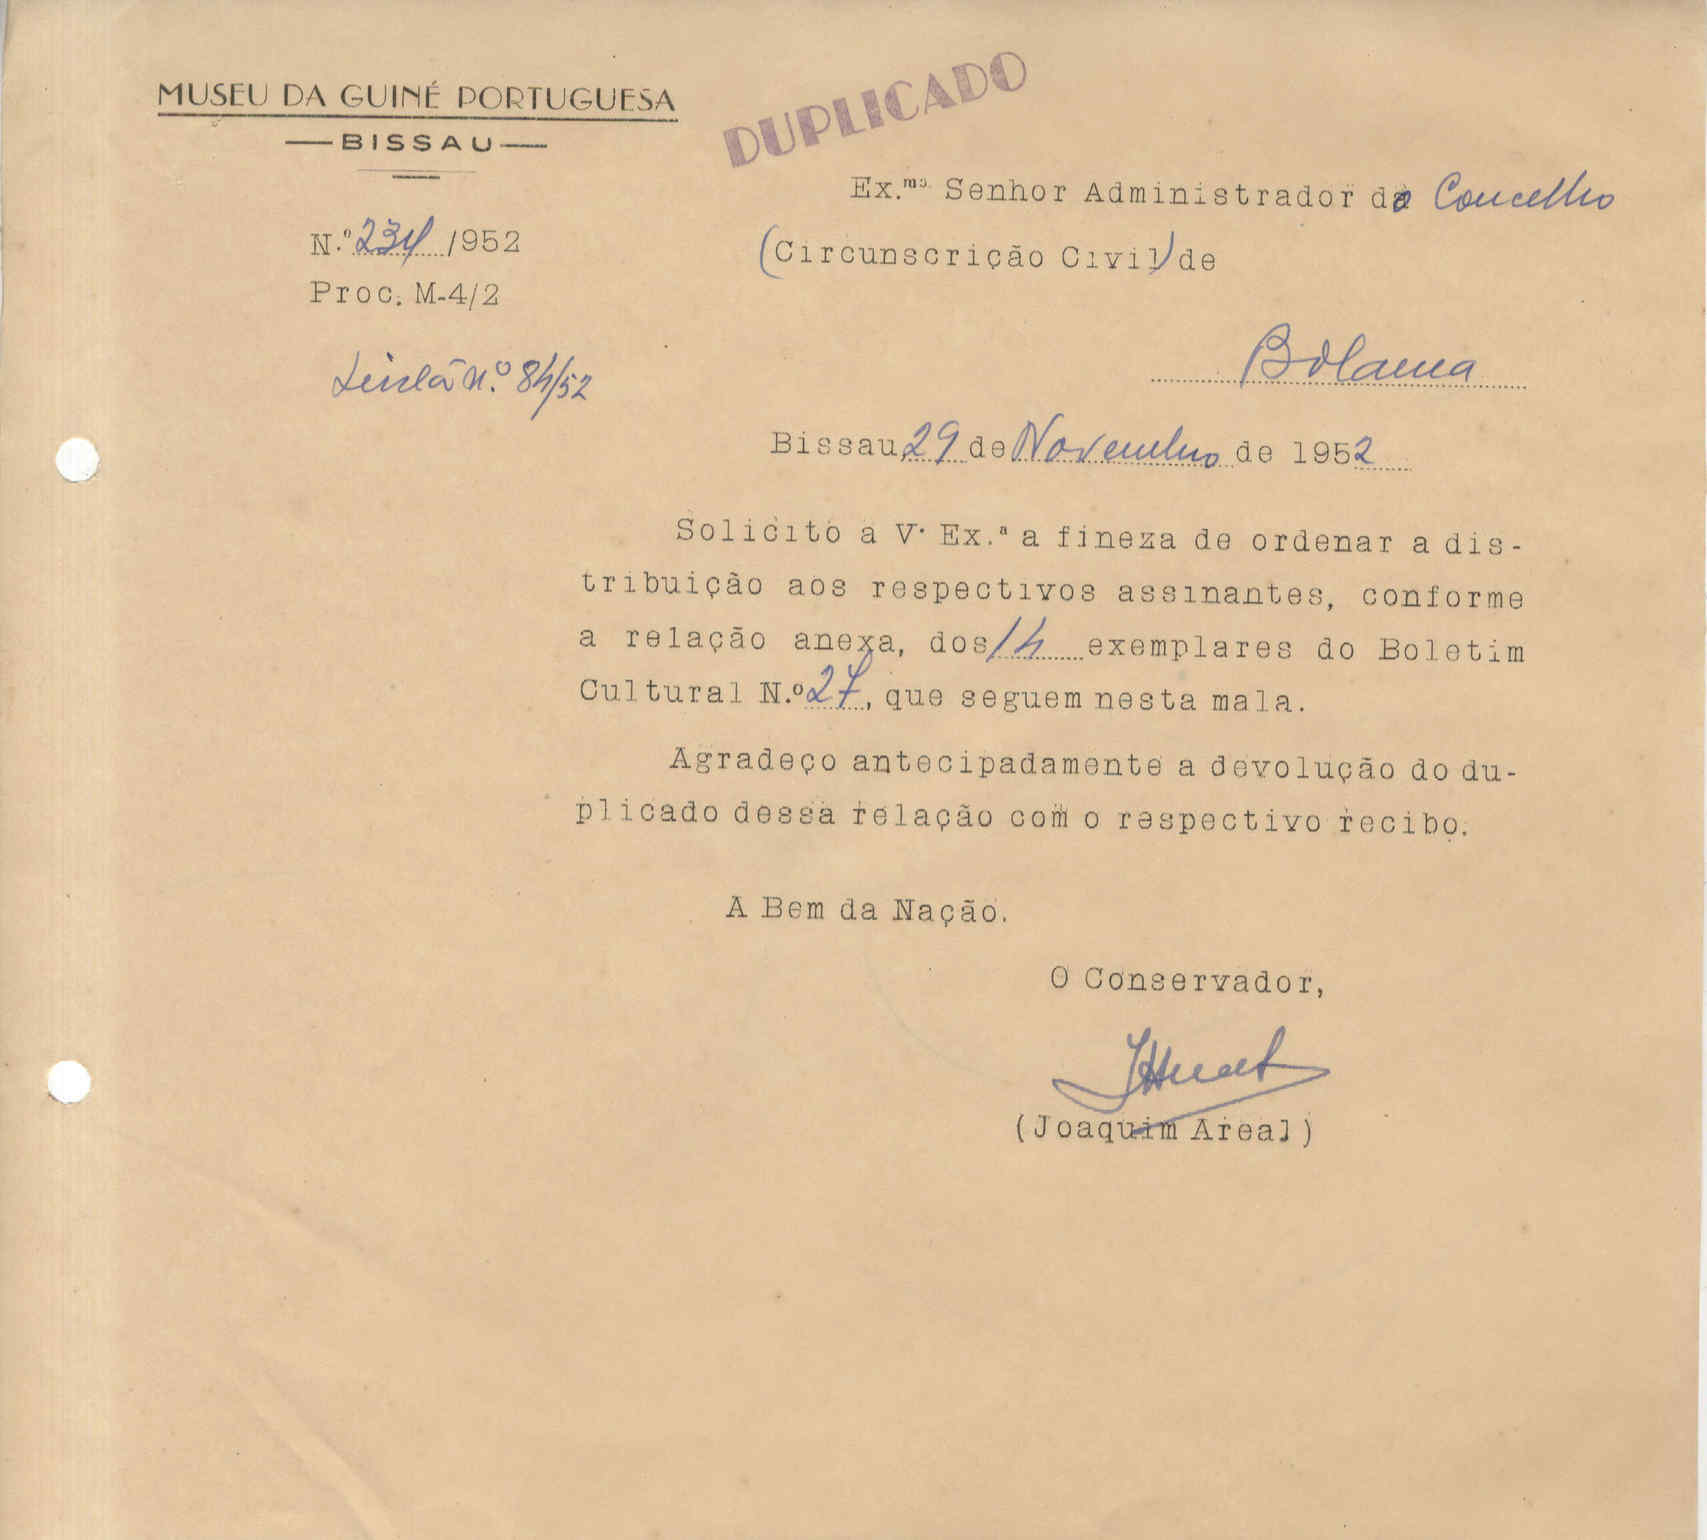 MUSEU DA GUINÉ PORTUGUESA
BISSAU
DUPLICADO
Ex.mo Senhor Administrador do Concelho
(Circunscrição Civil) de
N.º 234/952
Proc. M-4/2
n.º 84/52
Bolama
Bissau 29 de Novembro de 1952
Solicito a V. Ex.ª a fineza de ordenar a dis-
tribuição aos respectivos assinantes, conforme
a relação anexa, dos 14 exemplares do Boletim
Cultural N.º 27, que seguem nesta mala.
Agradeço antecipadamente a devolução do du-
plicado dessa relação com o respectivo recibo.
A Bem da Nação.
O Conservador,
(Joaquim Areal)